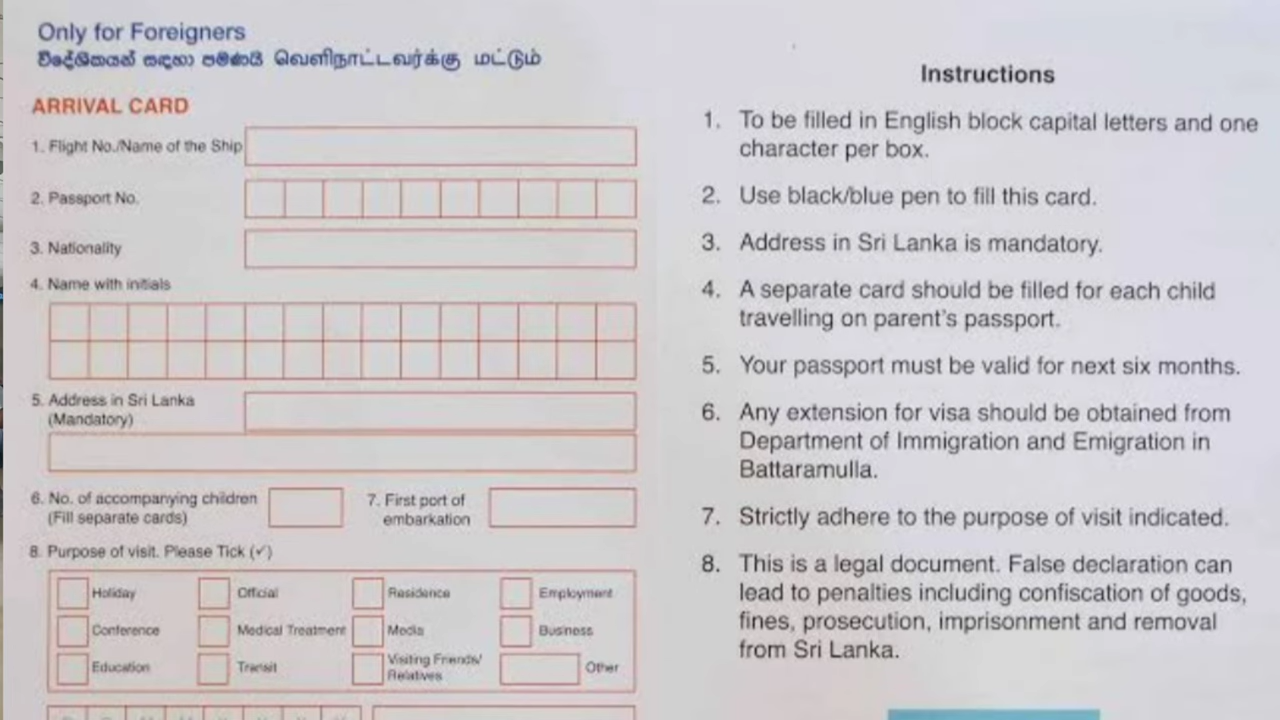 Only for Foreigners
විදේශිකයන් සඳහා පමණයි வெளிநாட்டவர்க்கு மட்டும்
ARRIVAL CARD
1. Flight No./Name of the Ship
2. Passport No.
3. Nationality
4. Name with initials
5. Address in Sri Lanka
(Mandatory)
6. No. of accompanying children
(Fill separate cards)
7. First port of
embarkation
8. Purpose of visit. Please Tick (✓)
Holiday Official Residence Employment
Conference Medical Treatment Media Business
Education Transit Visiting Friends/
Relatives Other
Instructions
1. To be filled in English block capital letters and one
character per box.
2. Use black/blue pen to fill this card.
3. Address in Sri Lanka is mandatory.
4. A separate card should be filled for each child
travelling on parent's passport.
5. Your passport must be valid for next six months.
6. Any extension for visa should be obtained from
Department of Immigration and Emigration in
Battaramulla.
7. Strictly adhere to the purpose of visit indicated.
8. This is a legal document. False declaration can
lead to penalties including confiscation of goods,
fines, prosecution, imprisonment and removal
from Sri Lanka.